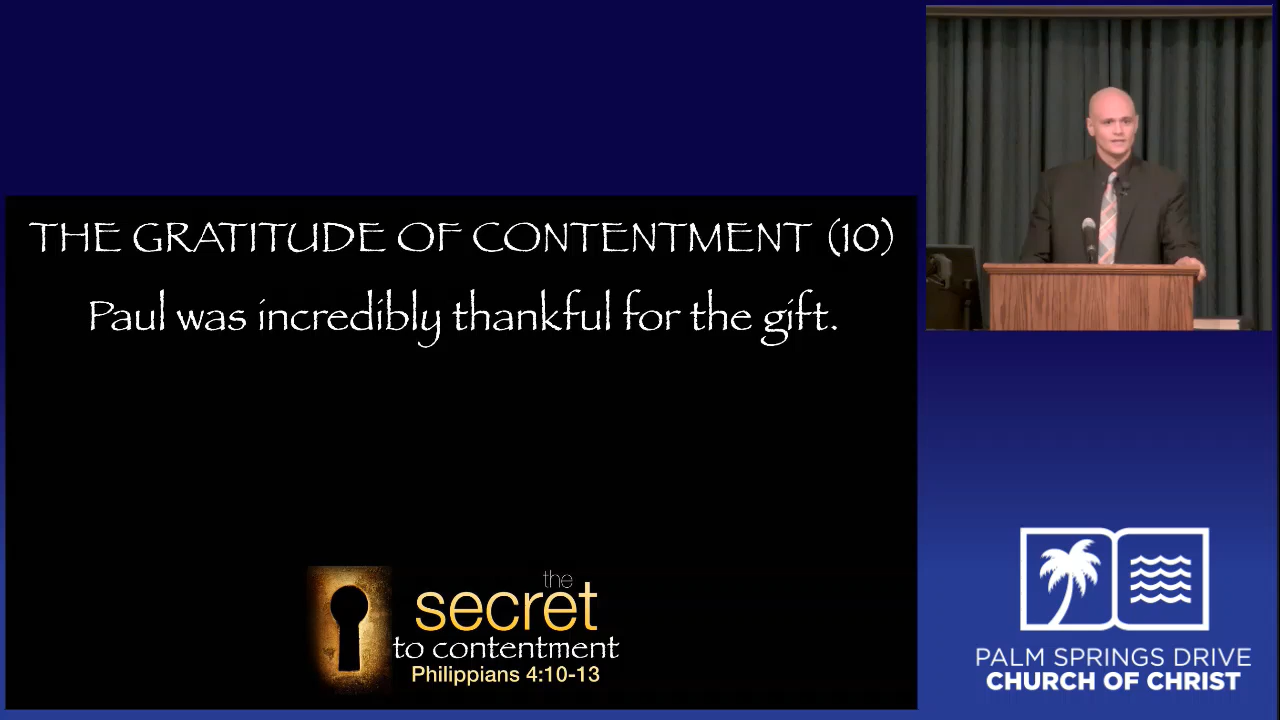 THE GRATITUDE OF CONTENTMENT (10)
Paul was incredibly thankful for the gift.
the
secret
to contentment
Philippians 4:10-13
PALM SPRINGS DRIVE
CHURCH OF CHRIST